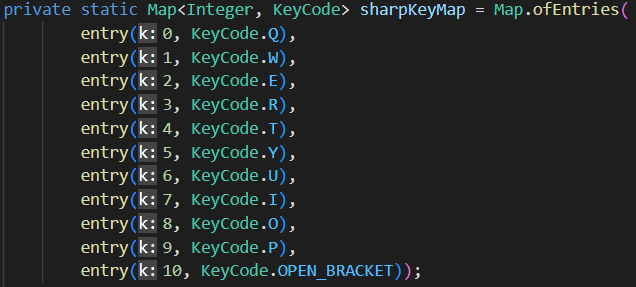 private static Map<Integer, KeyCode> sharpKeyMap = Map.ofEntries(
entry(k: 0, KeyCode.Q),
entry(k: 1, KeyCode.W),
entry(k: 2, KeyCode.E),
entry(k: 3, KeyCode.R),
entry(k: 4, KeyCode.T),
entry(k: 5, KeyCode.Y),
entry(k: 6, KeyCode.U),
entry(k: 7, KeyCode.I),
entry(k: 8, KeyCode.O),
entry(k: 9, KeyCode.P),
entry(k: 10, KeyCode.OPEN_BRACKET));